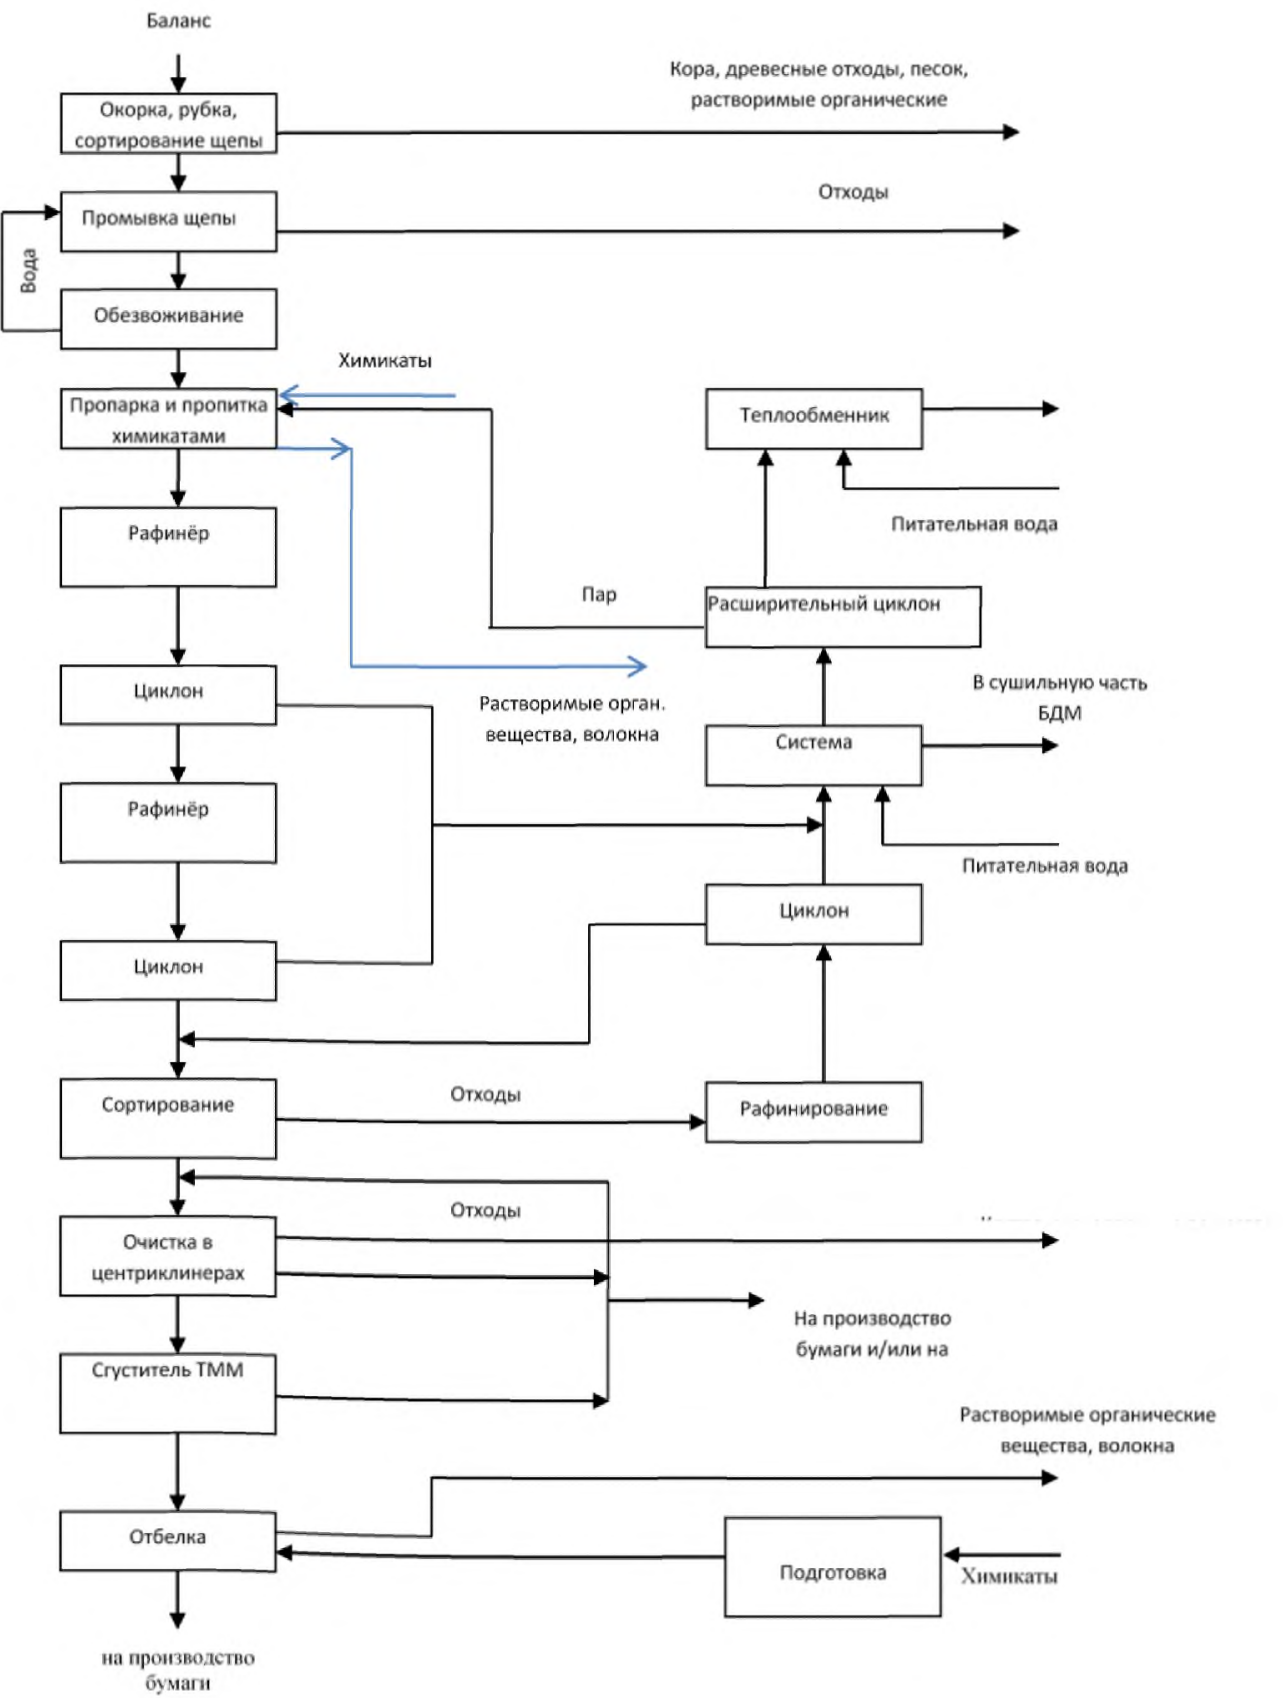 Баланс
Кора, древесные отходы, песок,
растворимые органические
Окорка, рубка,
сортирование щепы
Отходы
Промывка щепы
Вода
Обезвоживание
Химикаты
Пропарка и пропитка
химикатами
Теплообменник
Питательная вода
Рафинёр
Пар
Расширительный циклон
Циклон
Растворимые орган.
вещества, волокна
В сушильную часть
БДМ
Система
Рафинёр
Питательная вода
Циклон
Циклон
Сортирование
Отходы
Рафинирование
Отходы
Очистка в
центриклинерах
На производство
бумаги и/или на
Сгуститель ТММ
Растворимые органические
вещества, волокна
Отбелка
Подготовка
Химикаты
на производство
бумаги